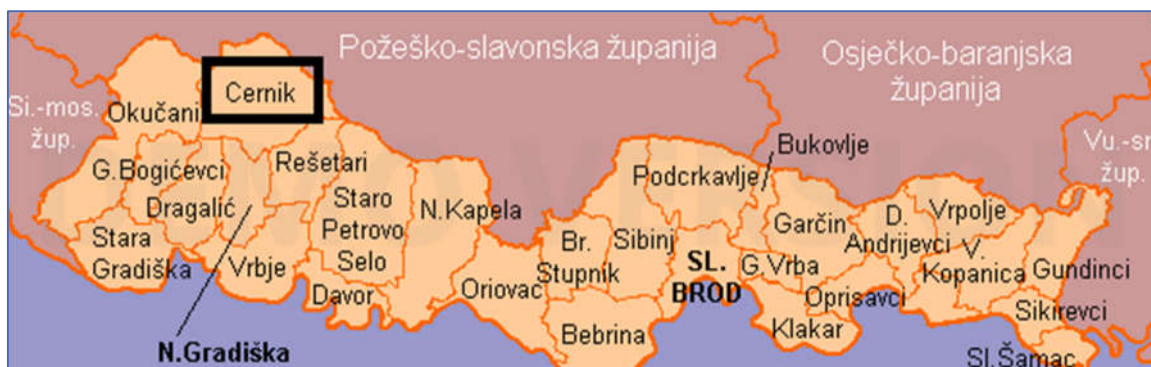 Požeško-slavonska županija
Osječko-baranjska
županija
Si.-mos.
žup.
Vu.-sr
žup.
Cernik
Okučani
G.Bogićevci
Rešetari
Dragalić
Stara
Gradiška
Vrbje
N.Gradiška
Staro
Petrovo
Selo
Davor
N.Kapela
Oriovac
Br.
Stupnik
Sibinj
Bebrina
Podcrkavlje
Bukovlje
SL.
BROD
G.Vrba
Garčin
Klakar
Oprisavci
D.
Andrijevci
Vrpolje
V.
Kopanica
Gundinci
Sikirevci
Sl.Šamac